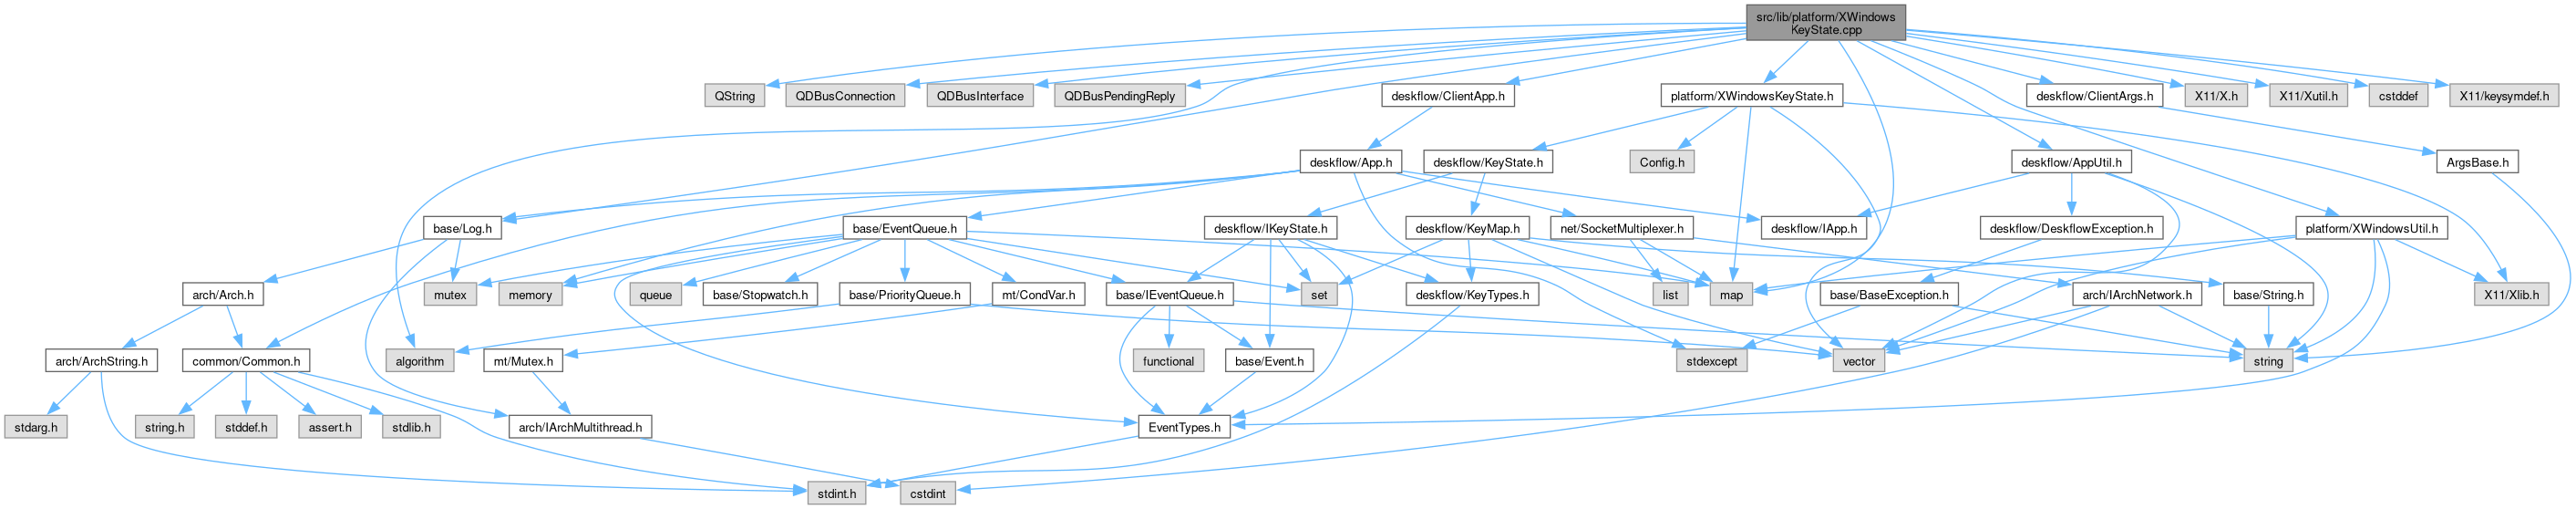 src/lib/platform/XWindows
KeyState.cpp
QString
QDBusConnection
QDBusInterface
QDBusPendingReply
deskflow/ClientApp.h
platform/XWindowsKeyState.h
deskflow/ClientArgs.h
X11/X.h
X11/Xutil.h
cstddef
X11/keysymdef.h
deskflow/App.h
deskflow/KeyState.h
Config.h
deskflow/AppUtil.h
ArgsBase.h
base/Log.h
base/EventQueue.h
deskflow/IKeyState.h
deskflow/KeyMap.h
net/SocketMultiplexer.h
deskflow/IApp.h
deskflow/DeskflowException.h
platform/XWindowsUtil.h
arch/Arch.h
mutex
memory
queue
base/Stopwatch.h
base/PriorityQueue.h
mt/CondVar.h
base/IEventQueue.h
set
deskflow/KeyTypes.h
list
map
base/BaseException.h
arch/IArchNetwork.h
base/String.h
X11/Xlib.h
arch/ArchString.h
common/Common.h
algorithm
mt/Mutex.h
functional
base/Event.h
stdexcept
vector
string
stdarg.h
string.h
stddef.h
assert.h
stdlib.h
arch/IArchMultithread.h
EventTypes.h
stdint.h
cstdint